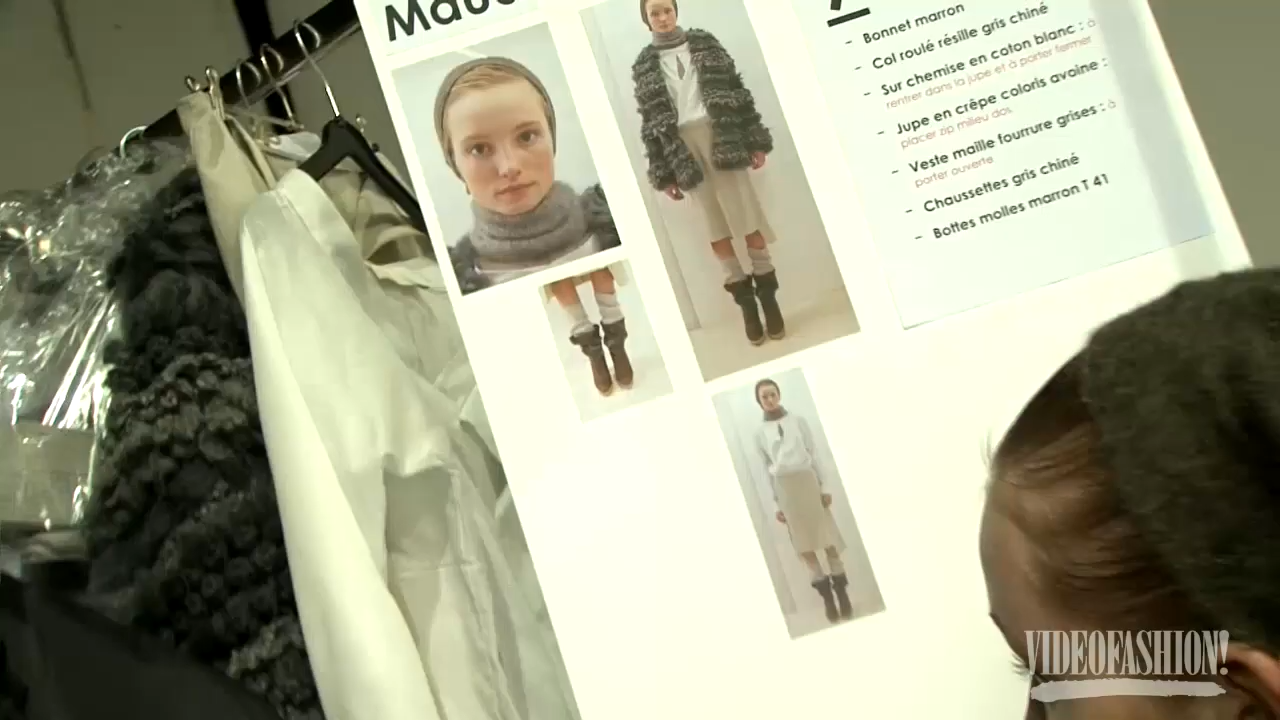 - Bonnet marron
- Col roulé résille gris chiné
- Sur chemise en coton blanc : à
rentrer dans la jupe et à porter fermer
- Jupe en crêpe coloris avoine :
placer zip milieu dos
- Veste maille fourrure grises : à
porter ouverte
- Chaussettes gris chiné
- Bottes molles marron T 41
VIDEOFASHION!